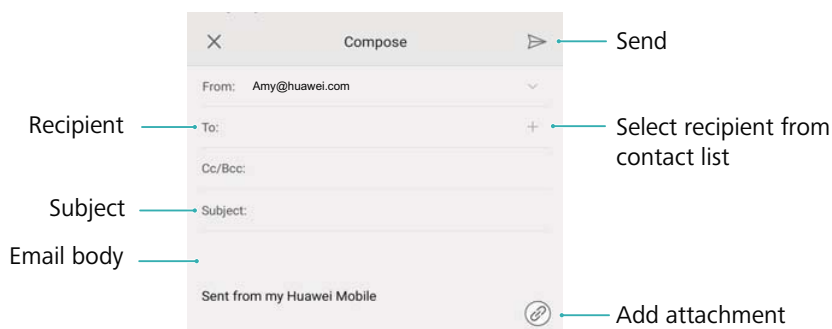 Compose
Send
From: Amy@huawei.com
Recipient
To:
Select recipient from
contact list
Cc/Bcc:
Subject
Subject:
Email body
Sent from my Huawei Mobile
Add attachment